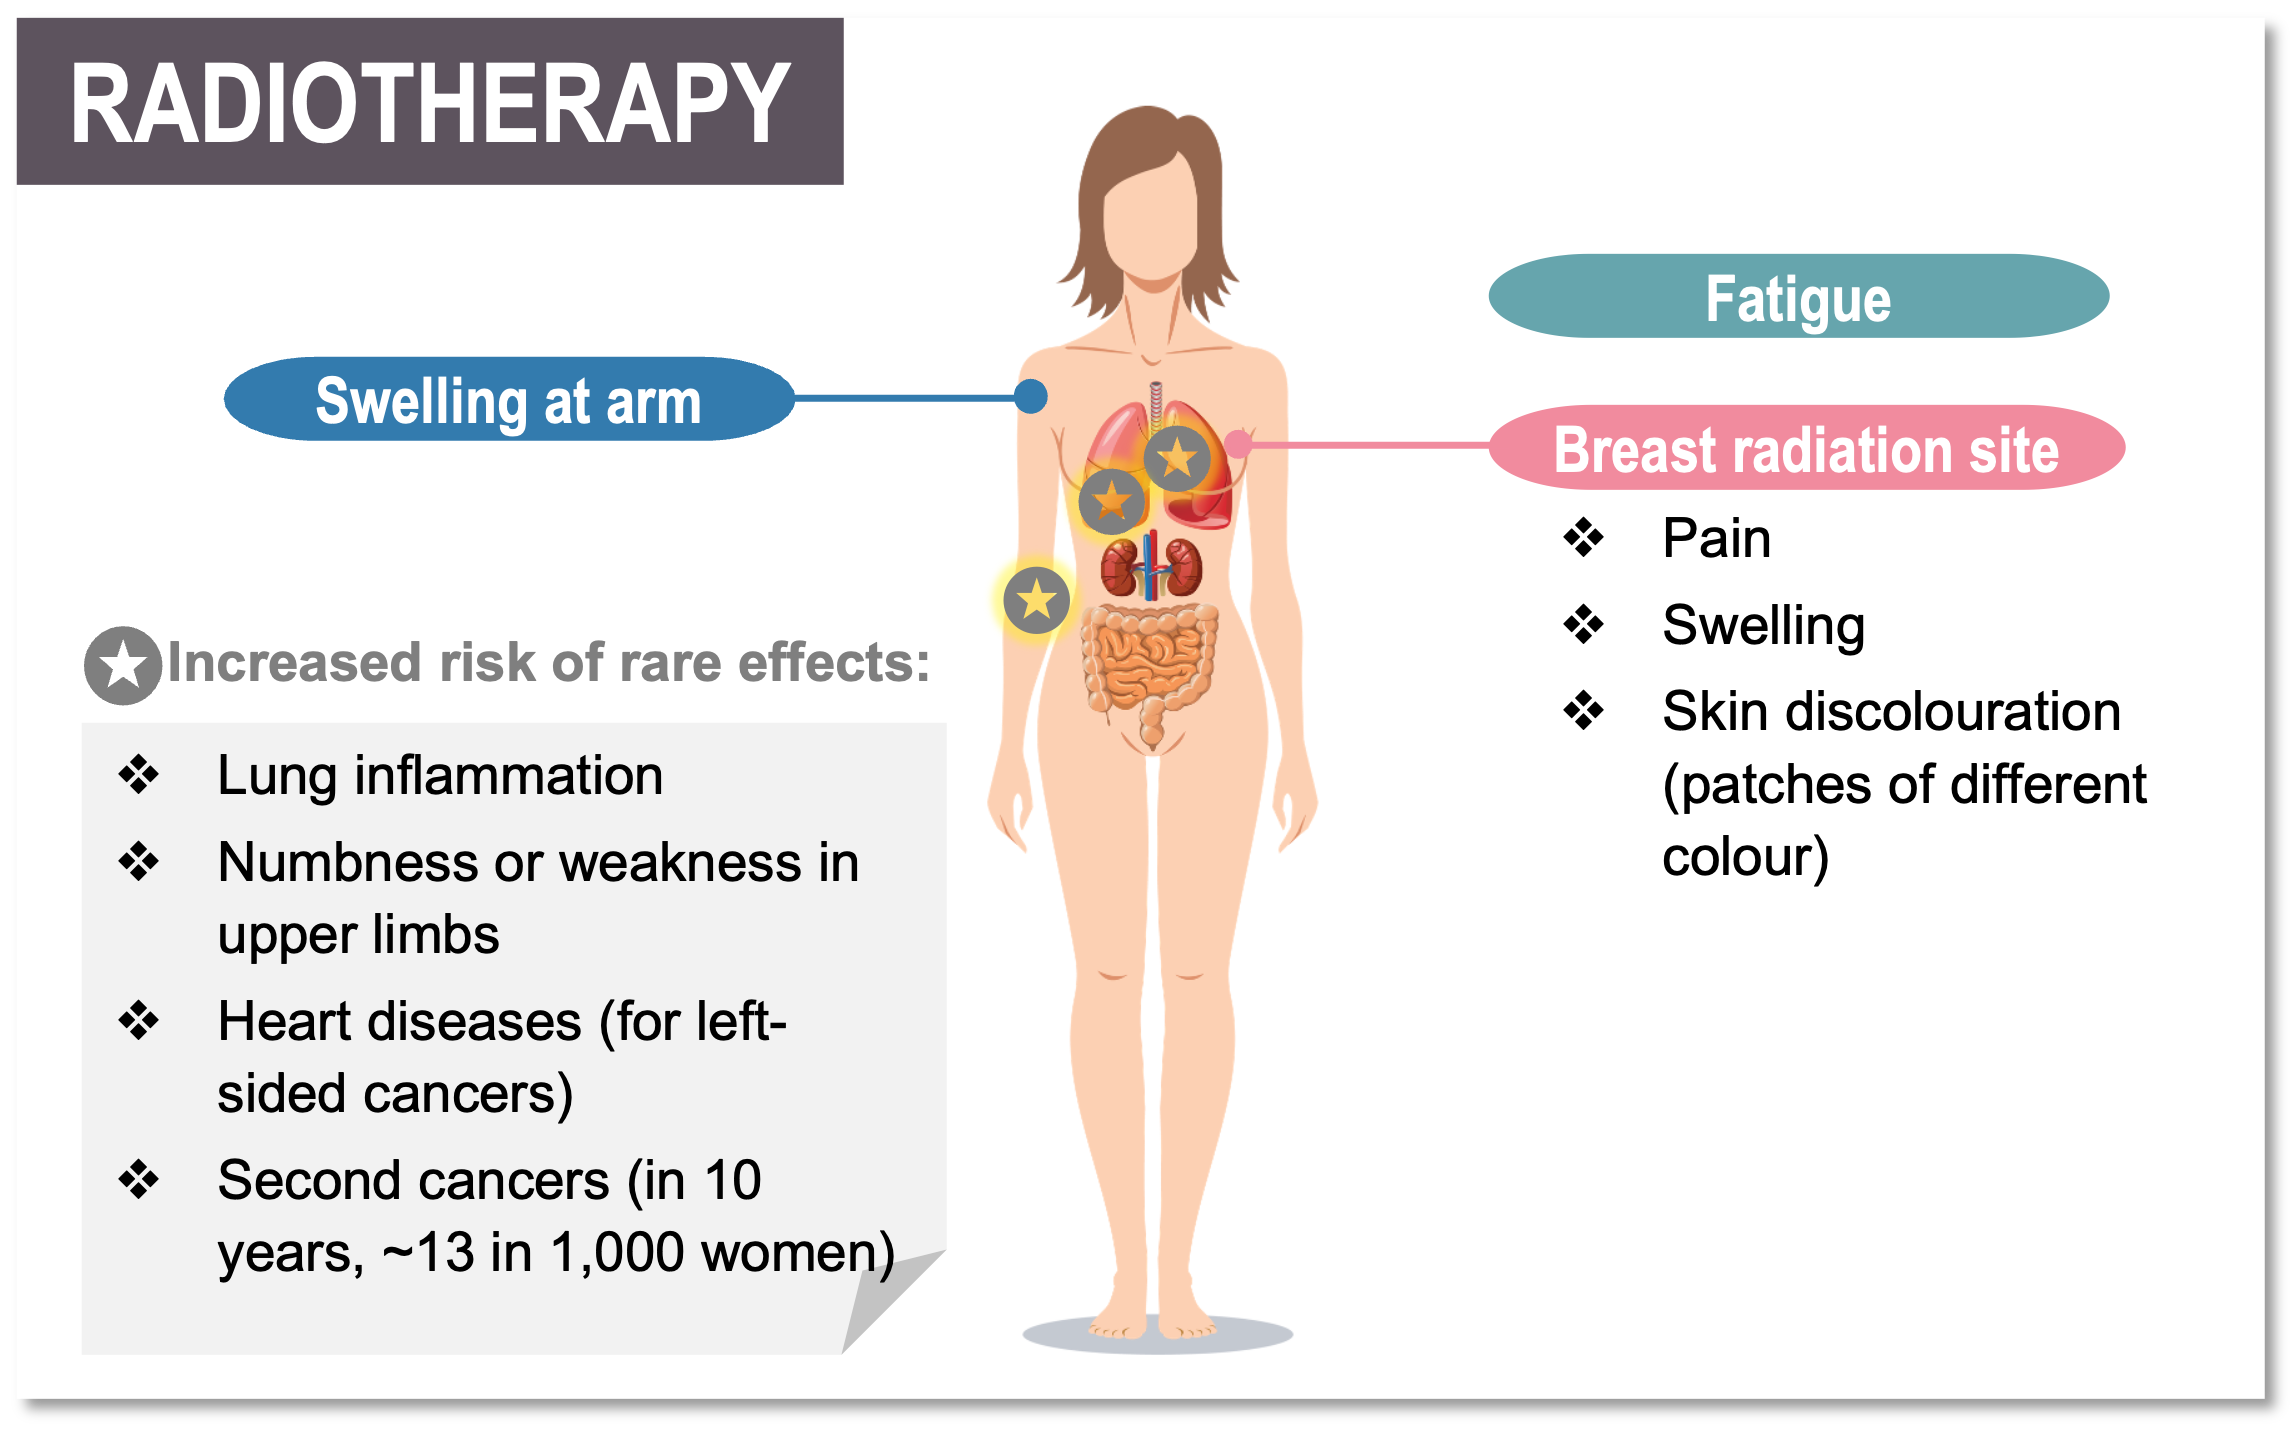 RADIOTHERAPY
Swelling at arm
Increased risk of rare effects:
❖ Lung inflammation
❖ Numbness or weakness in
upper limbs
❖ Heart diseases (for left-
sided cancers)
❖ Second cancers (in 10
years, ~13 in 1,000 women)
Fatigue
Breast radiation site
❖ Pain
❖ Swelling
❖ Skin discolouration
(patches of different
colour)